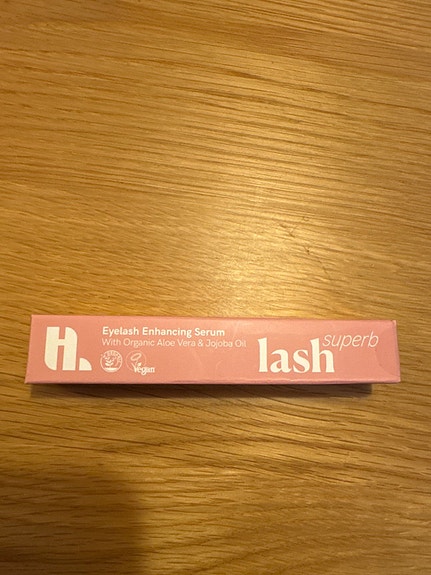 H.
Eyelash Enhancing Serum
With Organic Aloe Vera & Jojoba Oil
Vegan
lash superb